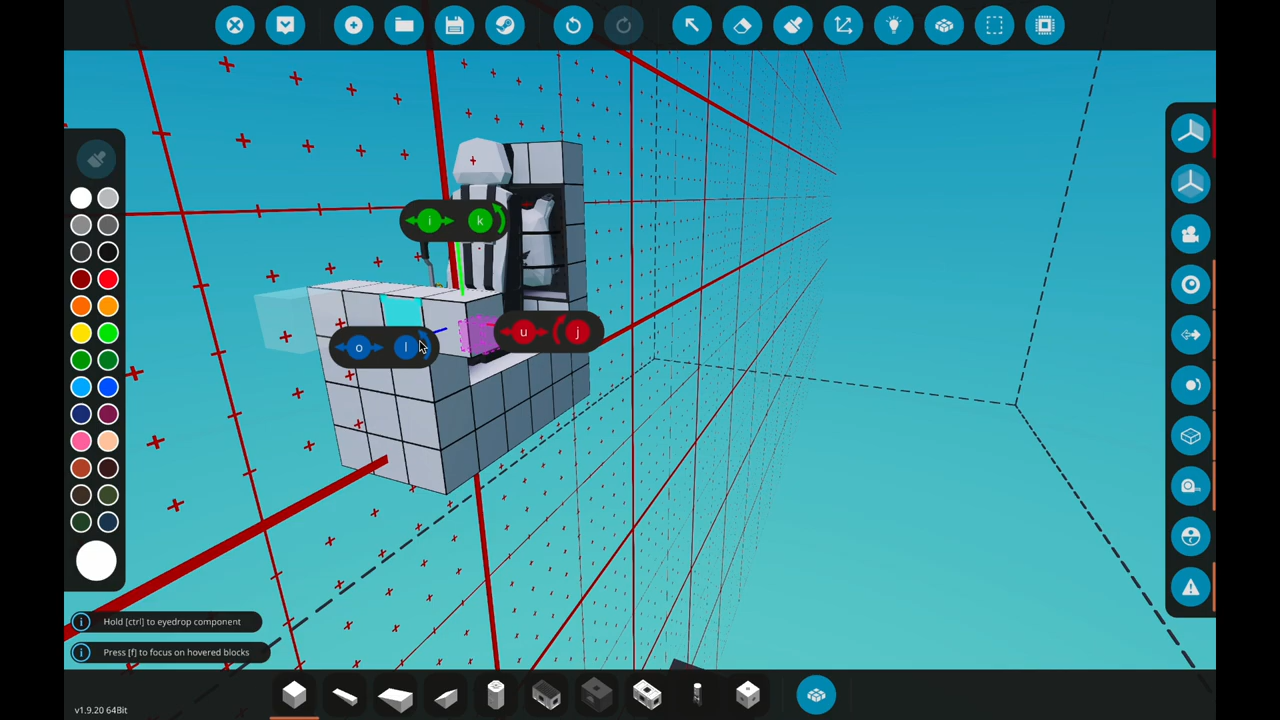 i k
u j
o l
Hold [ctrl] to eyedrop component
Press [f] to focus on hovered blocks
v1.9.20 64Bit